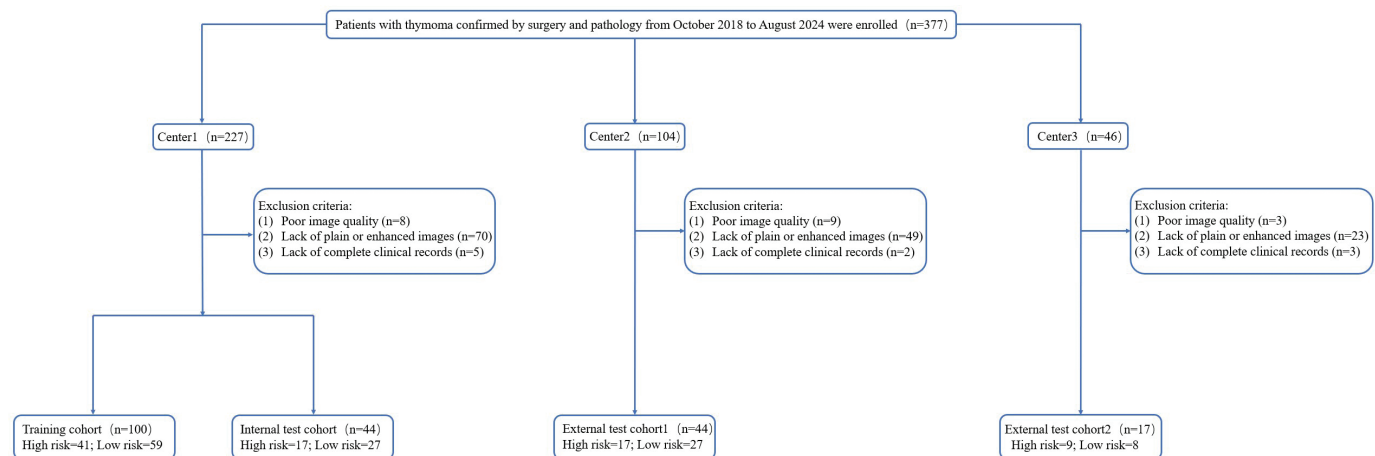 Patients with thymoma confirmed by surgery and pathology from October 2018 to August 2024 were enrolled（n=377）
Center1（n=227）
Center2（n=104）
Center3（n=46）
Exclusion criteria:
(1) Poor image quality (n=8)
(2) Lack of plain or enhanced images (n=70)
(3) Lack of complete clinical records (n=5)
Exclusion criteria:
(1) Poor image quality (n=9)
(2) Lack of plain or enhanced images (n=49)
(3) Lack of complete clinical records (n=2)
Exclusion criteria:
(1) Poor image quality (n=3)
(2) Lack of plain or enhanced images (n=23)
(3) Lack of complete clinical records (n=3)
Training cohort（n=100）
High risk=41; Low risk=59
Internal test cohort（n=44）
High risk=17; Low risk=27
External test cohort1（n=44）
High risk=17; Low risk=27
External test cohort2（n=17）
High risk=9; Low risk=8